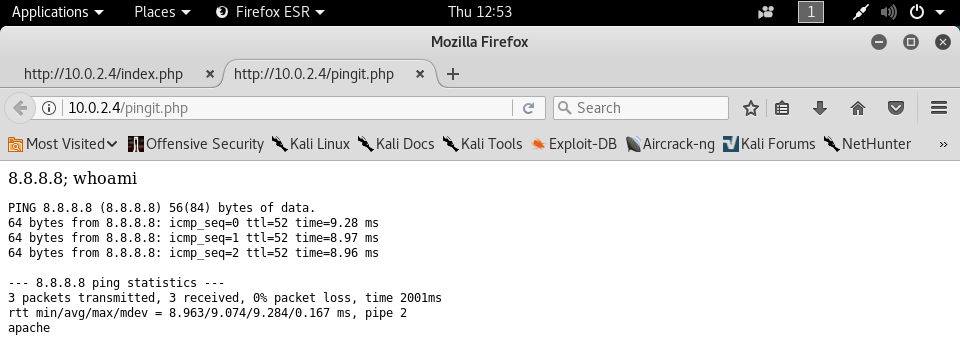 Applications Places Firefox ESR Thu 12:53 1
Mozilla Firefox
http://10.0.2.4/index.php http://10.0.2.4/pingit.php
10.0.2.4/pingit.php Search
Most Visited Offensive Security Kali Linux Kali Docs Kali Tools Exploit-DB Aircrack-ng Kali Forums NetHunter »
8.8.8.8; whoami
PING 8.8.8.8 (8.8.8.8) 56(84) bytes of data.
64 bytes from 8.8.8.8: icmp_seq=0 ttl=52 time=9.28 ms
64 bytes from 8.8.8.8: icmp_seq=1 ttl=52 time=8.97 ms
64 bytes from 8.8.8.8: icmp_seq=2 ttl=52 time=8.96 ms
--- 8.8.8.8 ping statistics ---
3 packets transmitted, 3 received, 0% packet loss, time 2001ms
rtt min/avg/max/mdev = 8.963/9.074/9.284/0.167 ms, pipe 2
apache